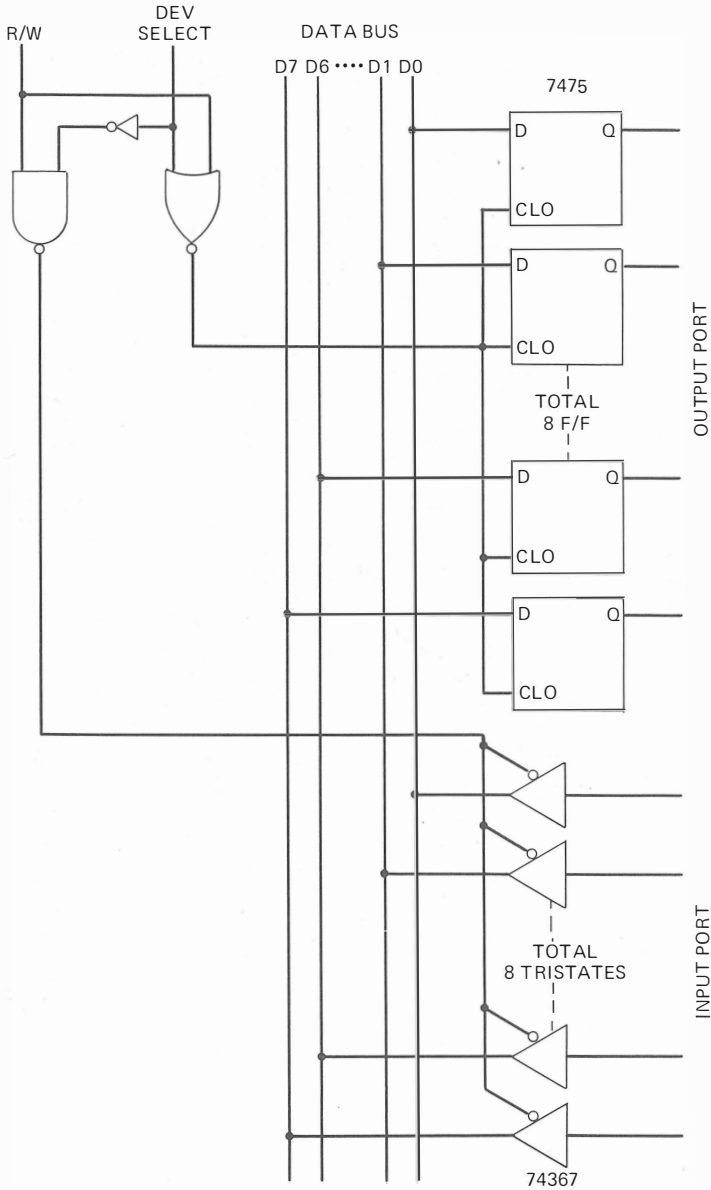 DEV
R/W SELECT DATA BUS
D7 D6 •••• D1 D0
7475
D Q
CLO
D Q
CLO
TOTAL
8 F/F
D Q
CLO
D Q
CLO
OUTPUT PORT
TOTAL
8 TRISTATES
INPUT PORT
74367